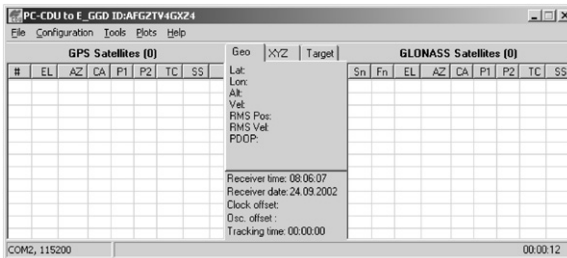 PC-CDU to E_GGD ID:AFGZTV4GXZ4
File Configuration Tools Plots Help
GPS Satellites (0)
# EL AZ CA P1 P2 TC SS
Geo XYZ Target
Lat:
Lon:
Alt:
Vel:
RMS Pos:
RMS Vel:
PDOP:
Receiver time: 08:06:07
Receiver date: 24.09.2002
Clock offset:
Osc. offset :
Tracking time: 00:00:00
GLONASS Satellites (0)
Sn Fn EL AZ CA P1 P2 TC SS
COM2, 115200 00:00:12